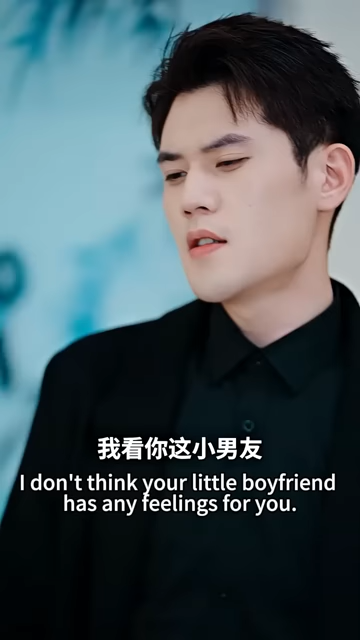 我看你这小男友
I don't think your little boyfriend
has any feelings for you.